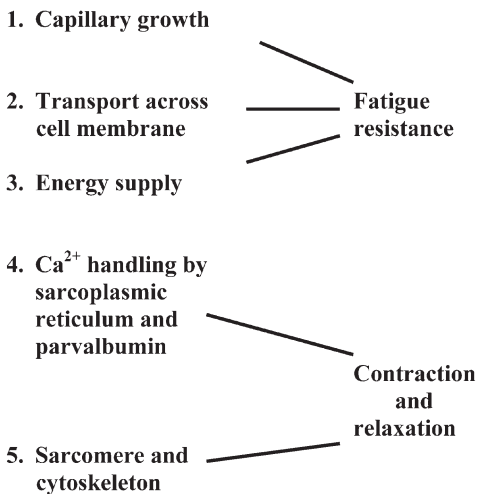 1. Capillary growth
2. Transport across
cell membrane
Fatigue
resistance
3. Energy supply
4. Ca²⁺ handling by
sarcoplasmic
reticulum and
parvalbumin
Contraction
and
relaxation
5. Sarcomere and
cytoskeleton